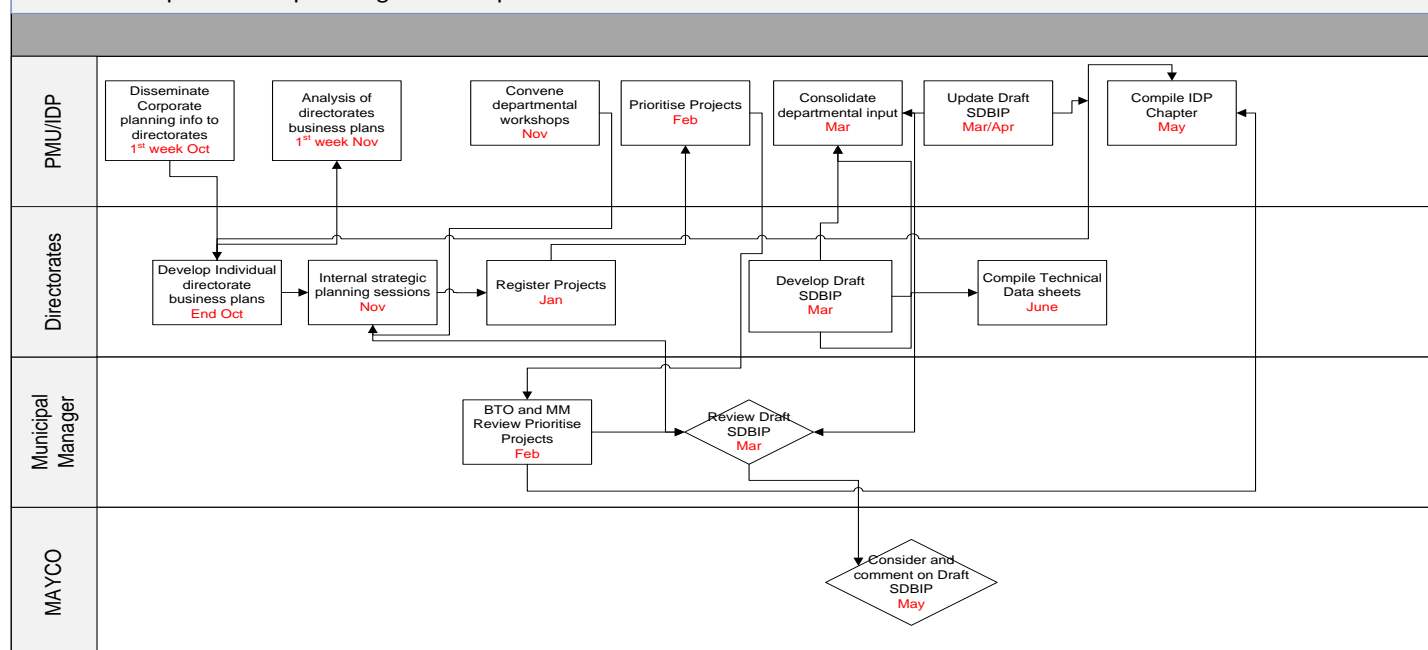 PMU/IDP
Disseminate
Corporate
planning info to
directorates
1st week Oct
Analysis of
directorates
business plans
1st week Nov
Convene
departmental
workshops
Nov
Prioritise Projects
Feb
Consolidate
departmental input
Mar
Update Draft
SDBIP
Mar/Apr
Compile IDP
Chapter
May
Directorates
Develop Individual
directorate
business plans
End Oct
Internal strategic
planning sessions
Nov
Register Projects
Jan
Develop Draft
SDBIP
Mar
Compile Technical
Data sheets
June
Municipal
Manager
BTO and MM
Review Prioritise
Projects
Feb
Review Draft
SDBIP
Mar
MAYCO
Consider and
comment on Draft
SDBIP
May